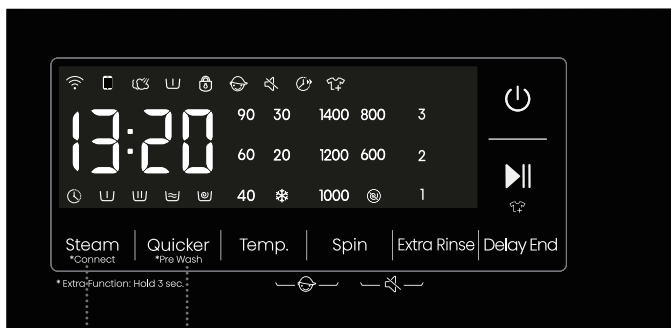 13:20
90 30 1400 800 3
60 20 1200 600 2
40 1000 1
Steam Quicker Temp. Spin Extra Rinse Delay End
*Connect *Pre Wash
*Extra Function: Hold 3 sec.